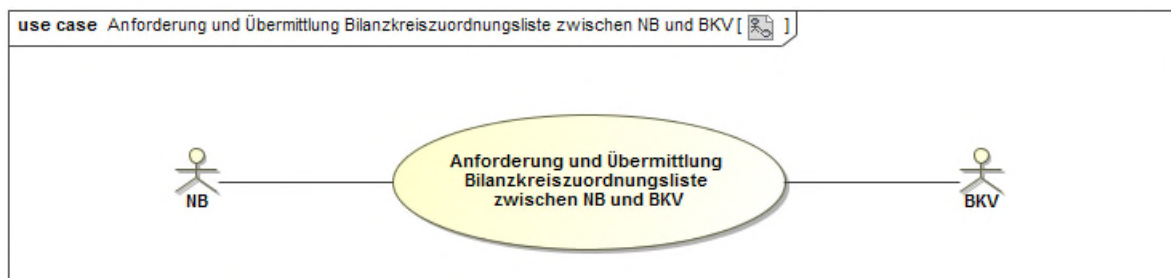 use case Anforderung und Übermittlung Bilanzkreiszuordnungsliste zwischen NB und BKV [ ]
Anforderung und Übermittlung
Bilanzkreiszuordnungsliste
zwischen NB und BKV
NB
BKV